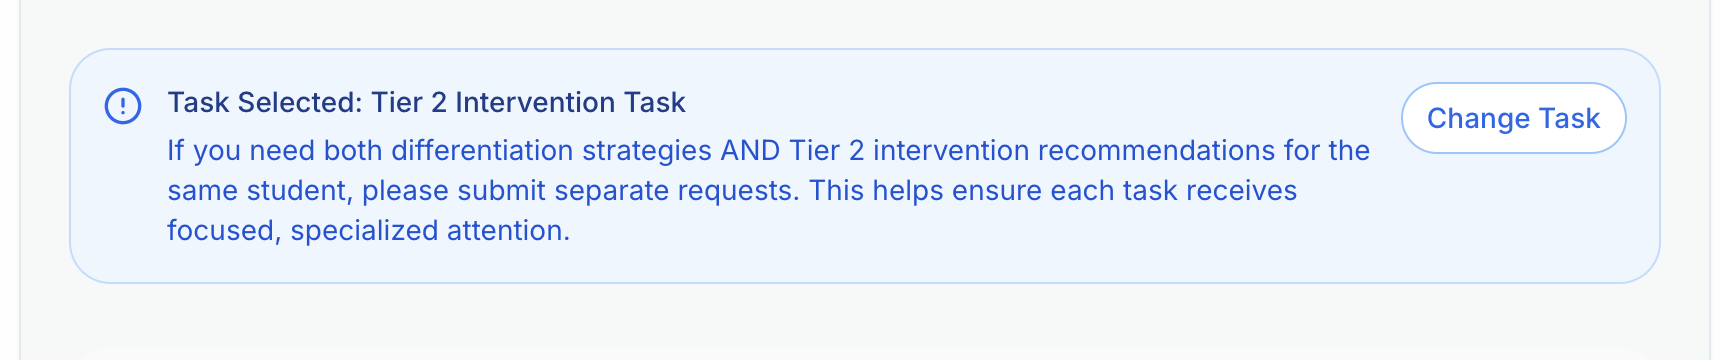 Task Selected: Tier 2 Intervention Task
Change Task
If you need both differentiation strategies AND Tier 2 intervention recommendations for the
same student, please submit separate requests. This helps ensure each task receives
focused, specialized attention.